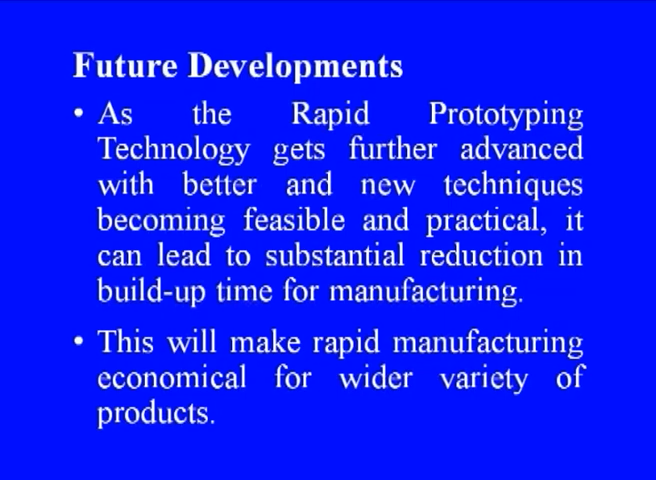 Future Developments
• As the Rapid Prototyping
Technology gets further advanced
with better and new techniques
becoming feasible and practical, it
can lead to substantial reduction in
build-up time for manufacturing.
• This will make rapid manufacturing
economical for wider variety of
products.